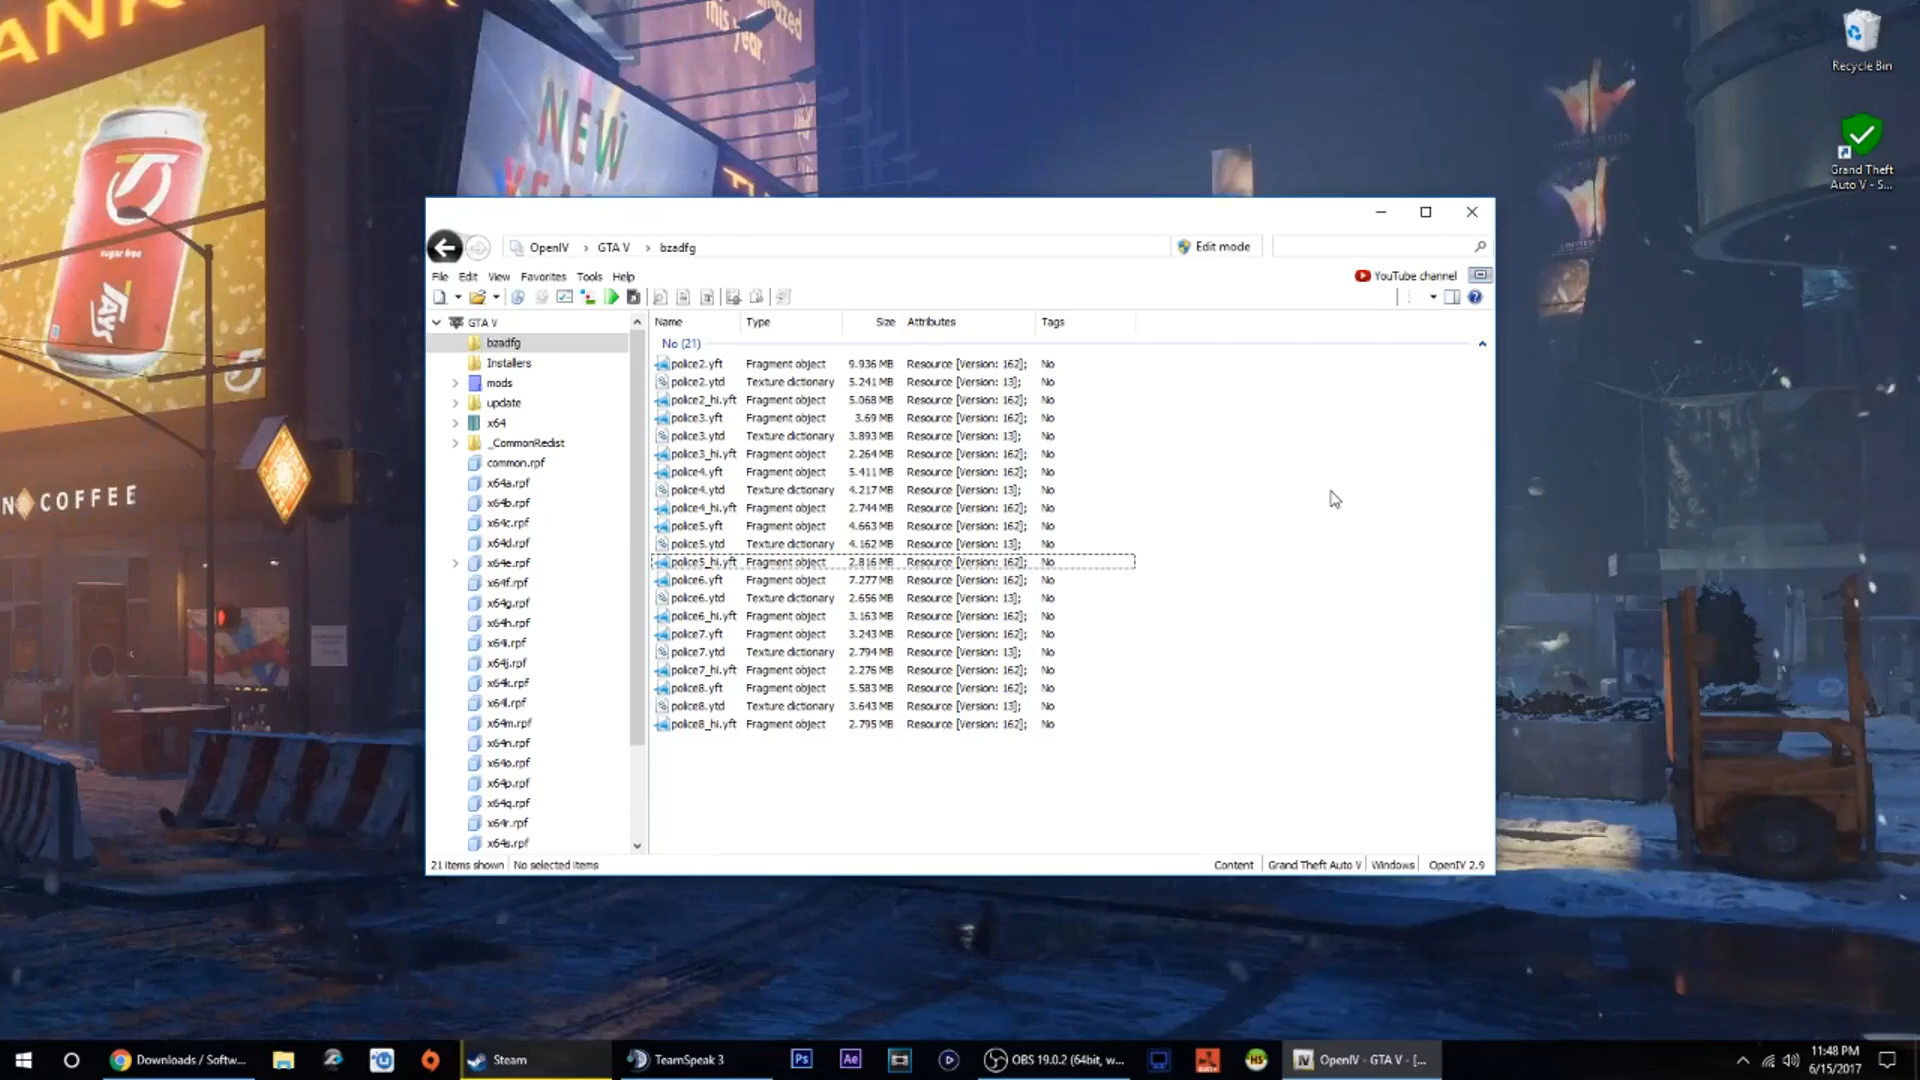 ANK
this year.
azed
NEW
sugar free
JAYS
N COFFEE
Recycle Bin
Grand Theft
Auto V - S...
OpenIV › GTA V › bzadfg
Edit mode
File Edit View Favorites Tools Help
YouTube channel
GTA V
bzadfg
Installers
mods
update
x64
_CommonRedist
common.rpf
x64a.rpf
x64b.rpf
x64c.rpf
x64d.rpf
x64e.rpf
x64f.rpf
x64g.rpf
x64h.rpf
x64i.rpf
x64j.rpf
x64k.rpf
x64l.rpf
x64m.rpf
x64n.rpf
x64o.rpf
x64p.rpf
x64q.rpf
x64r.rpf
x64s.rpf
Name Type Size Attributes Tags
No (21)
police2.yft Fragment object 9.936 MB Resource [Version: 162]; No
police2.ytd Texture dictionary 5.241 MB Resource [Version: 13]; No
police2_hi.yft Fragment object 5.068 MB Resource [Version: 162]; No
police3.yft Fragment object 3.69 MB Resource [Version: 162]; No
police3.ytd Texture dictionary 3.893 MB Resource [Version: 13]; No
police3_hi.yft Fragment object 2.264 MB Resource [Version: 162]; No
police4.yft Fragment object 5.411 MB Resource [Version: 162]; No
police4.ytd Texture dictionary 4.217 MB Resource [Version: 13]; No
police4_hi.yft Fragment object 2.744 MB Resource [Version: 162]; No
police5.yft Fragment object 4.663 MB Resource [Version: 162]; No
police5.ytd Texture dictionary 4.162 MB Resource [Version: 13]; No
police5_hi.yft Fragment object 2.816 MB Resource [Version: 162]; No
police6.yft Fragment object 7.277 MB Resource [Version: 162]; No
police6.ytd Texture dictionary 2.656 MB Resource [Version: 13]; No
police6_hi.yft Fragment object 3.163 MB Resource [Version: 162]; No
police7.yft Fragment object 3.243 MB Resource [Version: 162]; No
police7.ytd Texture dictionary 2.794 MB Resource [Version: 13]; No
police7_hi.yft Fragment object 2.276 MB Resource [Version: 162]; No
police8.yft Fragment object 5.583 MB Resource [Version: 162]; No
police8.ytd Texture dictionary 3.643 MB Resource [Version: 13]; No
police8_hi.yft Fragment object 2.795 MB Resource [Version: 162]; No
21 items shown No selected items
Content Grand Theft Auto V Windows OpenIV 2.9
Downloads / Softw...
Steam
TeamSpeak 3
Ps
Ae
OBS 19.0.2 (64bit, w...
H5
IV
OpenIV - GTA V - [...
11:48 PM
6/15/2017